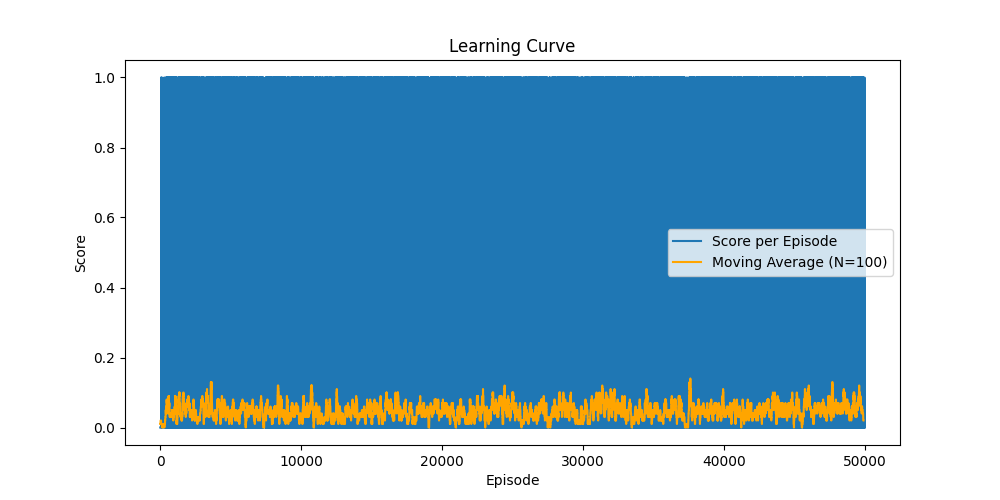 Learning Curve
1.0
0.8
0.6
0.4
0.2
0.0
Score
Score per Episode
Moving Average (N=100)
0 10000 20000 30000 40000 50000
Episode